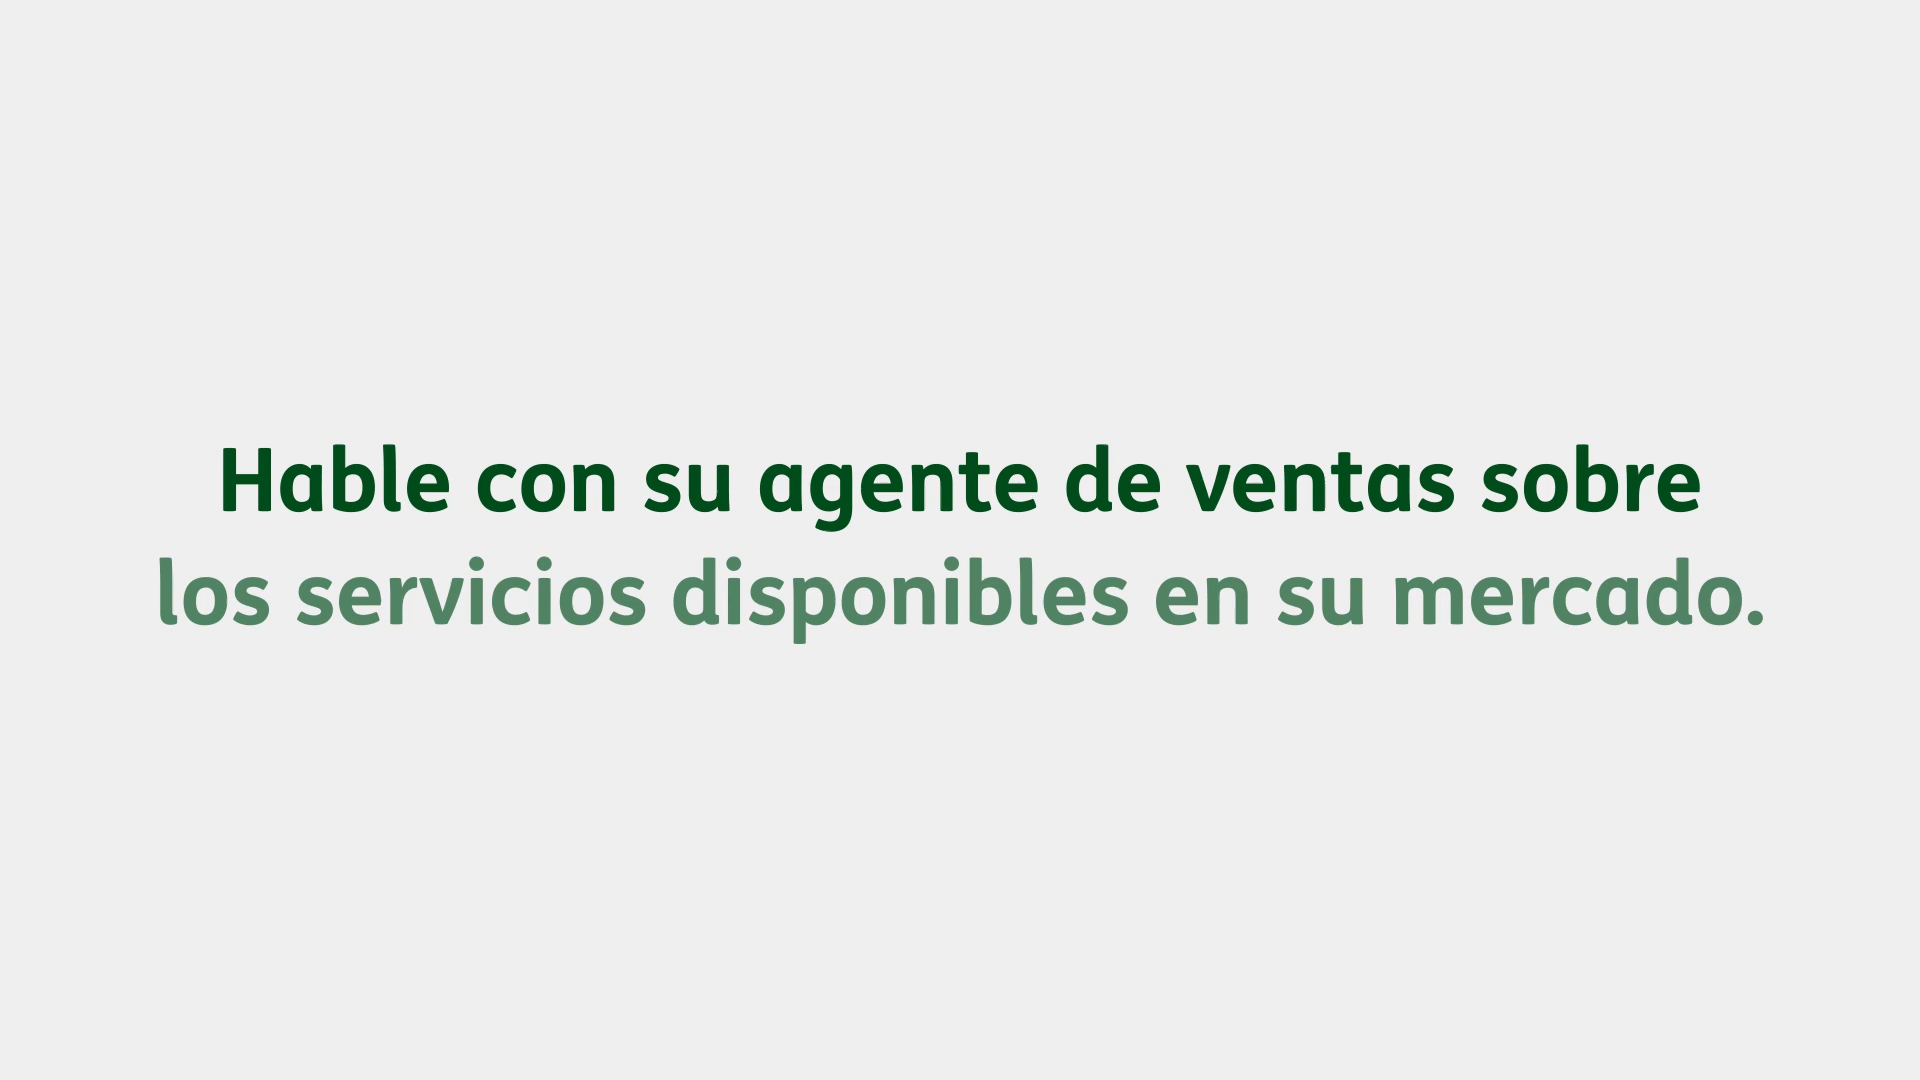 Hable con su agente de ventas sobre
los servicios disponibles en su mercado.